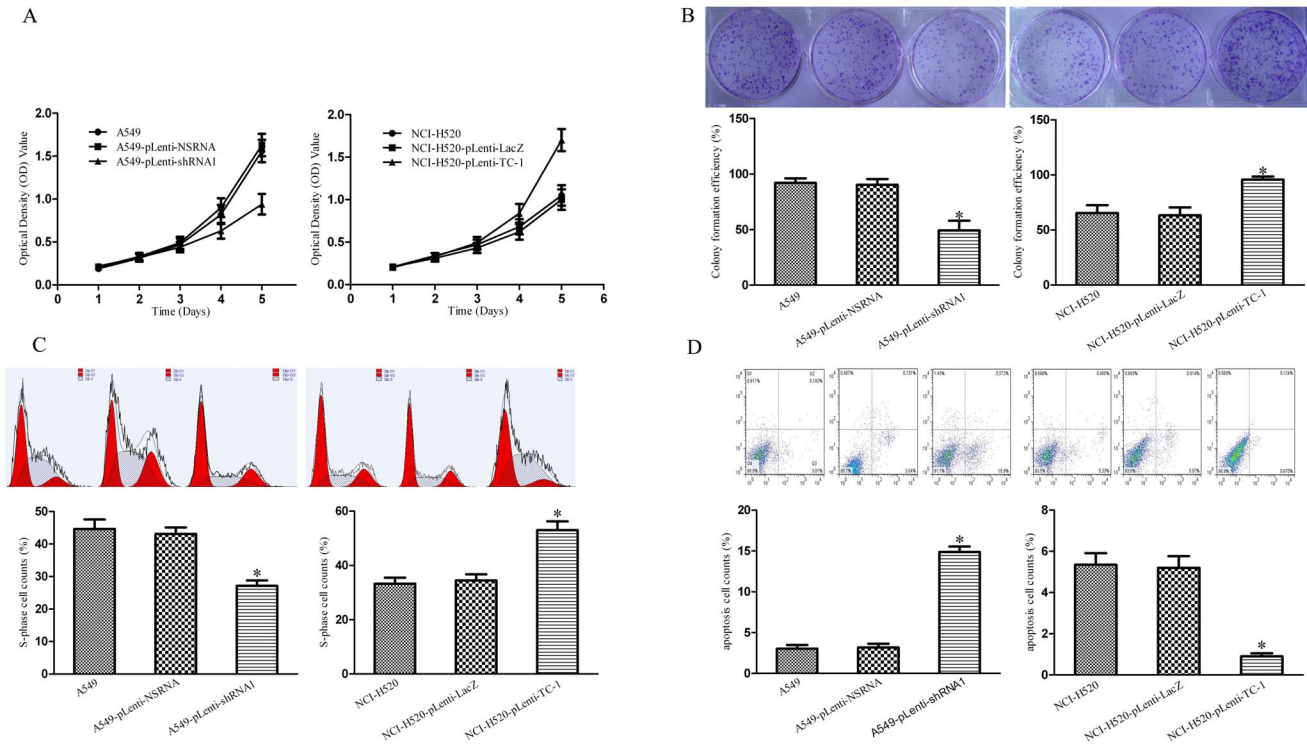 A
2.0
1.5
1.0
0.5
0.0
0 1 2 3 4 5
Optical Density (OD) Value
Time (Days)
A549
A549-pLenti-NSRNA
A549-pLenti-shRNA1
2.0
1.5
1.0
0.5
0.0
0 1 2 3 4 5 6
Optical Density (OD) Value
Time (Days)
NCI-H520
NCI-H520-pLenti-LacZ
NCI-H520-pLenti-TC-1
B
150
100
50
0
Colony formation efficiency (%)
*
A549
A549-pLenti-NSRNA
A549-pLenti-shRNA1
150
100
50
0
Colony formation efficiency (%)
*
NCI-H520
NCI-H520-pLenti-LacZ
NCI-H520-pLenti-TC-1
C
50
40
30
20
10
0
S-phase cell counts (%)
*
A549
A549-pLenti-NSRNA
A549-pLenti-shRNA1
60
40
20
0
S-phase cell counts (%)
*
NCI-H520
NCI-H520-pLenti-LacZ
NCI-H520-pLenti-TC-1
D
20
15
10
5
0
apoptosis cell counts (%)
*
A549
A549-pLenti-NSRNA
A549-pLenti-shRNA1
8
6
4
2
0
apoptosis cell counts (%)
*
NCI-H520
NCI-H520-pLenti-LacZ
NCI-H520-pLenti-TC-1